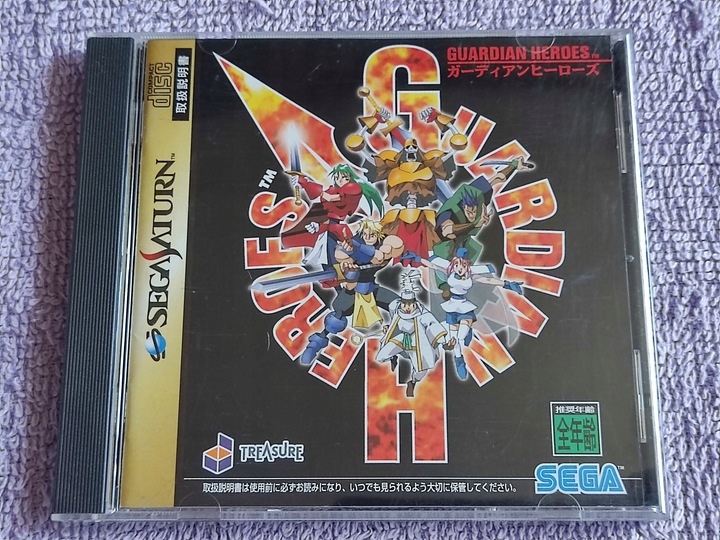 COMPACT
disc
取扱説明書
SEGA SATURN™
GUARDIAN HEROES™
ガーディアンヒーローズ
GUARDIAN
HEROES™
TREASURE
推奨年齢
全年齢
SEGA™
取扱説明書は使用前に必ずお読みになり、いつでも見られるよう大切に保管してください。